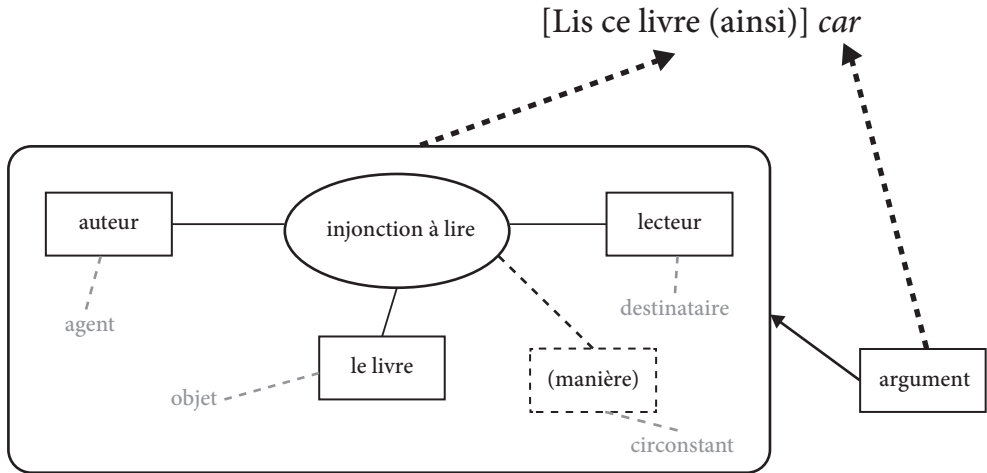 [Lis ce livre (ainsi)] car
auteur
injonction à lire
lecteur
agent
destinataire
le livre
objet
(manière)
argument
circonstant